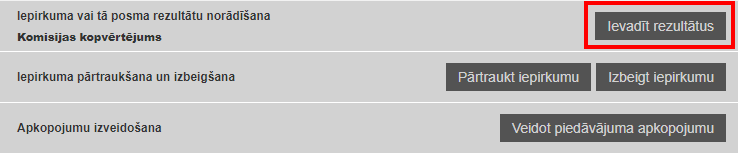 Iepirkuma vai tā posma rezultātu norādīšana
Ievadīt rezultātus
Komisijas kopvērtējums
Iepirkuma pārtraukšana un izbeigšana
Pārtraukt iepirkumu
Izbeigt iepirkumu
Apkopojumu izveidošana
Veidot piedāvājuma apkopojumu